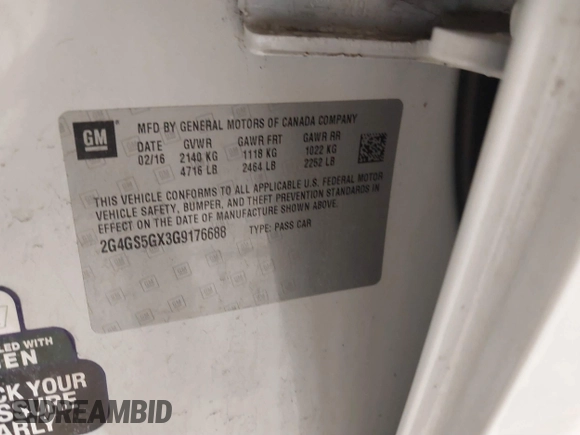 MFD BY GENERAL MOTORS OF CANADA COMPANY
GM
DATE GVWR GAWR FRT GAWR RR
02/16 2140 KG 1118 KG 1022 KG
4716 LB 2464 LB 2252 LB
THIS VEHICLE CONFORMS TO ALL APPLICABLE U.S. FEDERAL MOTOR
VEHICLE SAFETY, BUMPER, AND THEFT PREVENTION STANDARDS IN
EFFECT ON THE DATE OF MANUFACTURE SHOWN ABOVE.
2G4GS5GX3G9176688 TYPE: PASS CAR
WITH
YOUR
DREAMBID